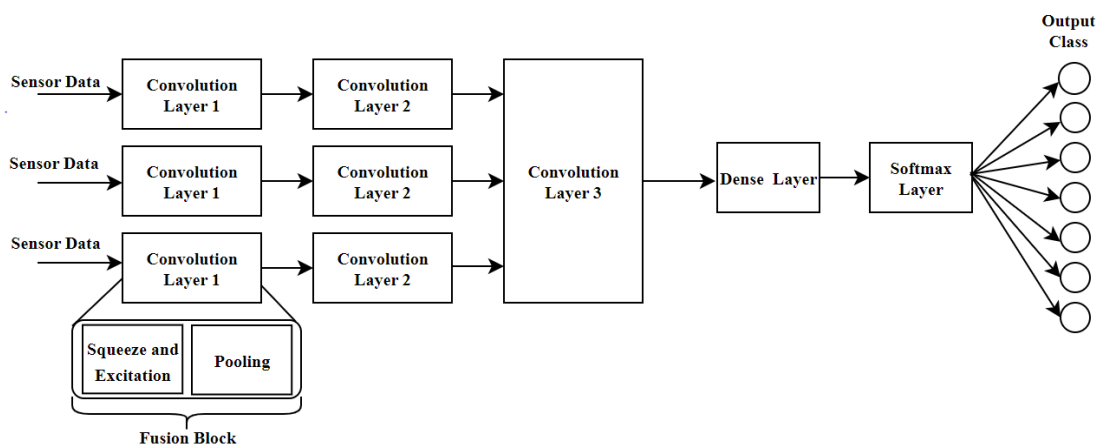 Output
Class
Sensor Data
Convolution
Layer 1
Convolution
Layer 2
Sensor Data
Convolution
Layer 1
Convolution
Layer 2
Convolution
Layer 3
Dense Layer
Softmax
Layer
Sensor Data
Convolution
Layer 1
Convolution
Layer 2
Squeeze and
Excitation
Pooling
Fusion Block